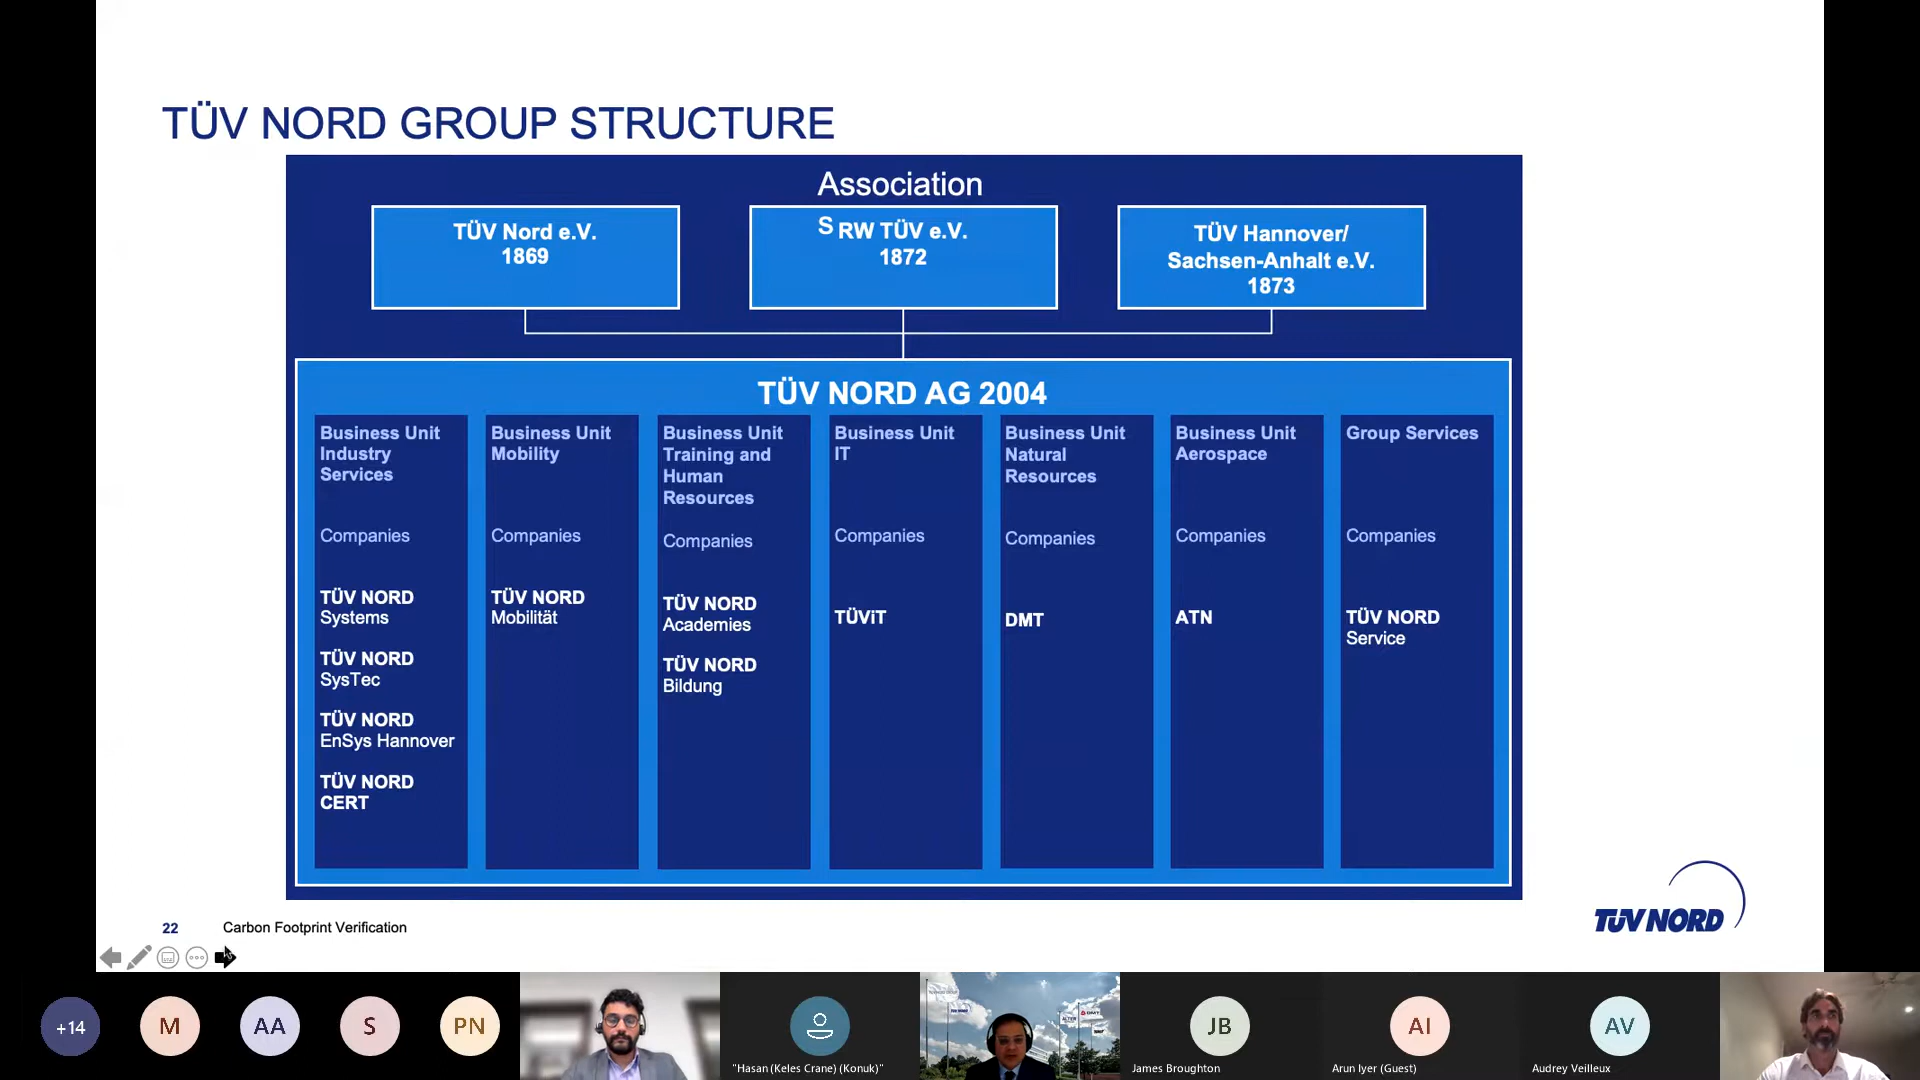 TÜV NORD GROUP STRUCTURE
Association
TÜV Nord e.V.
1869
S RW TÜV e.V.
1872
TÜV Hannover/
Sachsen-Anhalt e.V.
1873
TÜV NORD AG 2004
Business Unit
Industry
Services
Companies
TÜV NORD
Systems
TÜV NORD
SysTec
TÜV NORD
EnSys Hannover
TÜV NORD
CERT
Business Unit
Mobility
Companies
TÜV NORD
Mobilität
Business Unit
Training and
Human
Resources
Companies
TÜV NORD
Academies
TÜV NORD
Bildung
Business Unit
IT
Companies
TÜViT
Business Unit
Natural
Resources
Companies
DMT
Business Unit
Aerospace
Companies
ATN
Group Services
Companies
TÜV NORD
Service
22 Carbon Footprint Verification
TÜV NORD
+14
M
AA
S
PN
"Hasan (Keles Crane) (Konuk)"
JB
James Broughton
AI
Arun Iyer (Guest)
AV
Audrey Veilleux